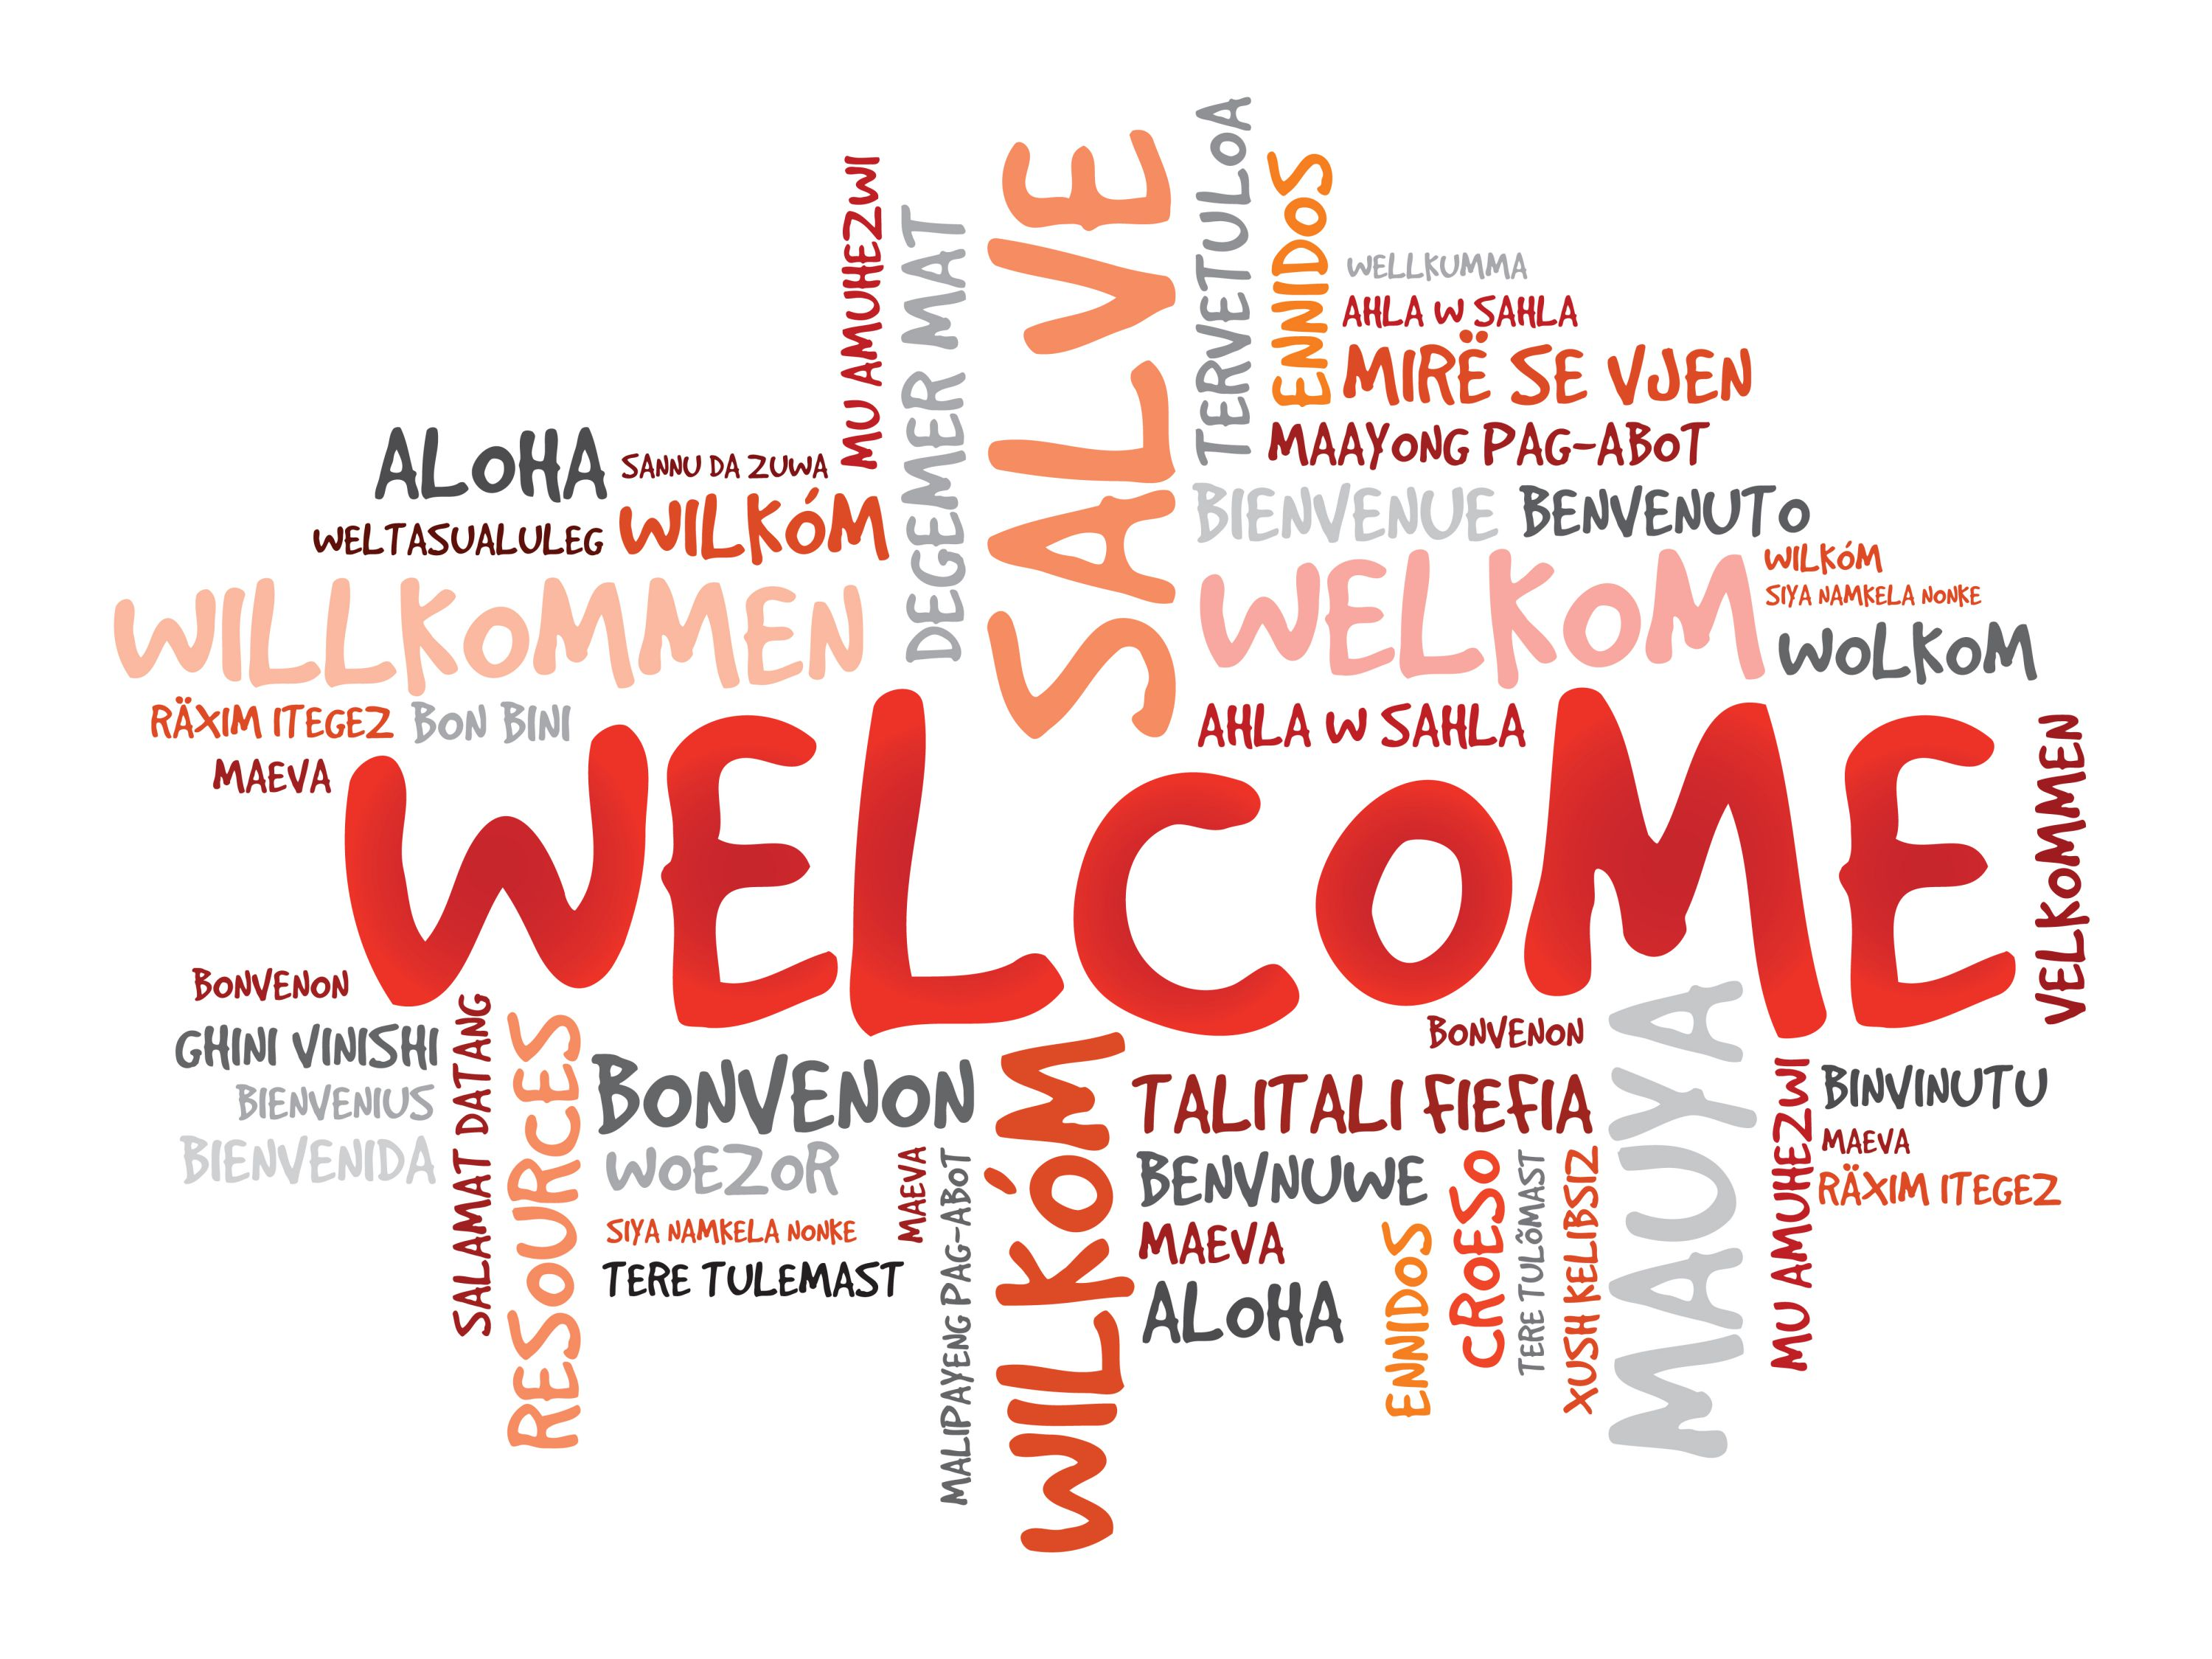 MU AMUHEZWI
DEGEMER MAT
SALVE
TERVETULOA
ENNIDOS
WELLKUMMA
AHLA W SAHLA
MIRË SE VJEN
MAAYONG PAG-ABOT
ALOHA
SANNU DA ZUWA
WELTASUALULEG
WILKÓM
BIENVENUE
BENVENUTO
WILLKOMMEN
WELKOM
WILKÓM
SIYA NAMKELA NONKE
WOLKOM
RÄXIM ITEGEZ
BON BINI
AHLA W SAHLA
MAEVA
WELCOME
VELKOMMEN
BONVENON
GHINI VINISHI
BIENVENIUS
BIENVENIDA
SALAMAT DATANG
RESOURCES
BONVENON
WOEZOR
SIYA NAMKELA NONKE
TERE TULEMAST
MAEVA
MALIPAYENG PAG-ABOT
WILKÓM
BONVENON
TALITALI FIEFIA
BENVNUWE
MAEVA
ALOHA
ENNIDOS
CROESO
TERE TULÕMAST
XUSH KELIBSIZ
MAUYA
MU AMUHEZWI
BINVINUTU
MAEVA
RÄXIM ITEGEZ